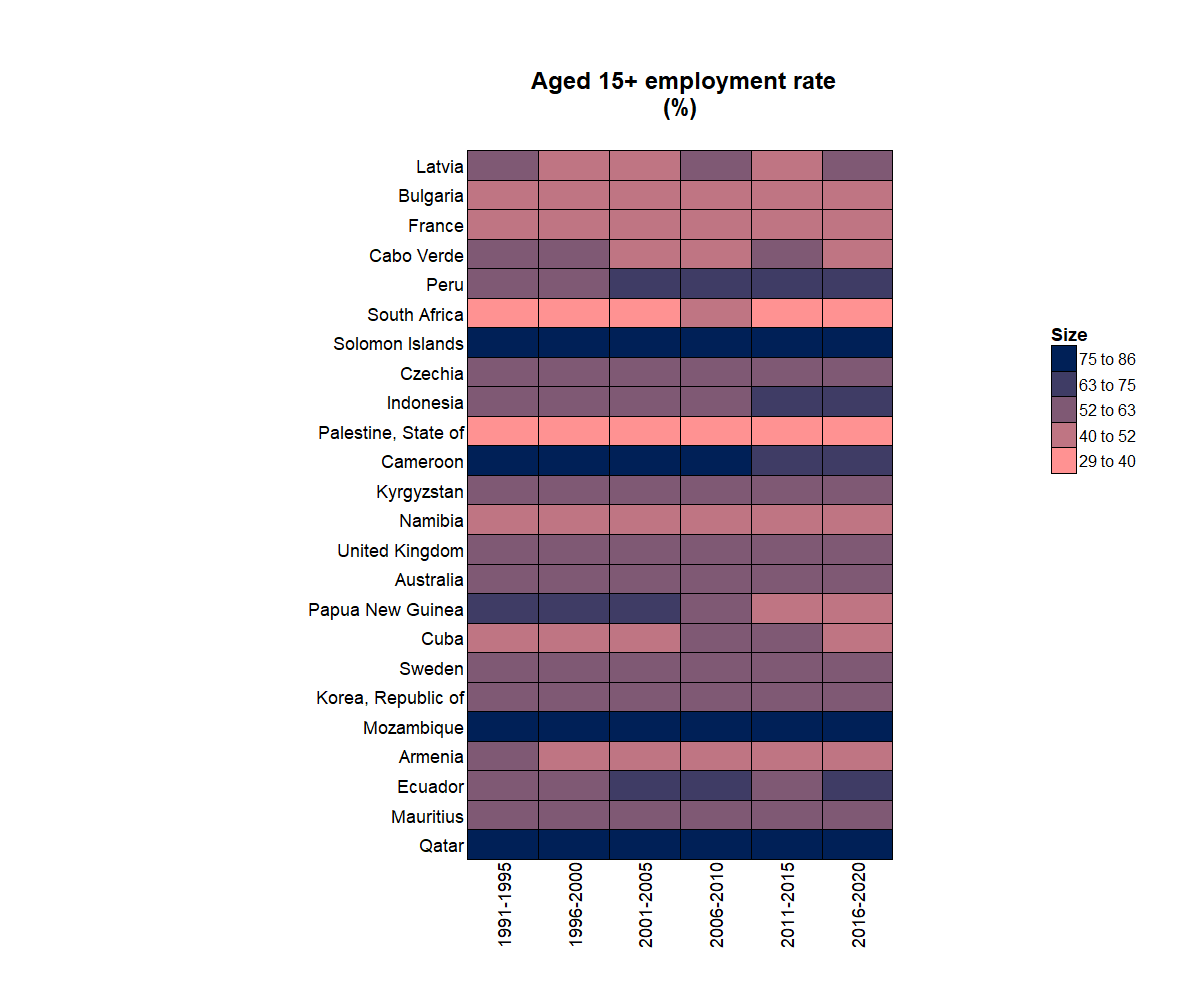 Aged 15+ employment rate
(%)
Latvia
Bulgaria
France
Cabo Verde
Peru
South Africa
Solomon Islands
Czechia
Indonesia
Palestine, State of
Cameroon
Kyrgyzstan
Namibia
United Kingdom
Australia
Papua New Guinea
Cuba
Sweden
Korea, Republic of
Mozambique
Armenia
Ecuador
Mauritius
Qatar
1991-1995
1996-2000
2001-2005
2006-2010
2011-2015
2016-2020
Size
75 to 86
63 to 75
52 to 63
40 to 52
29 to 40